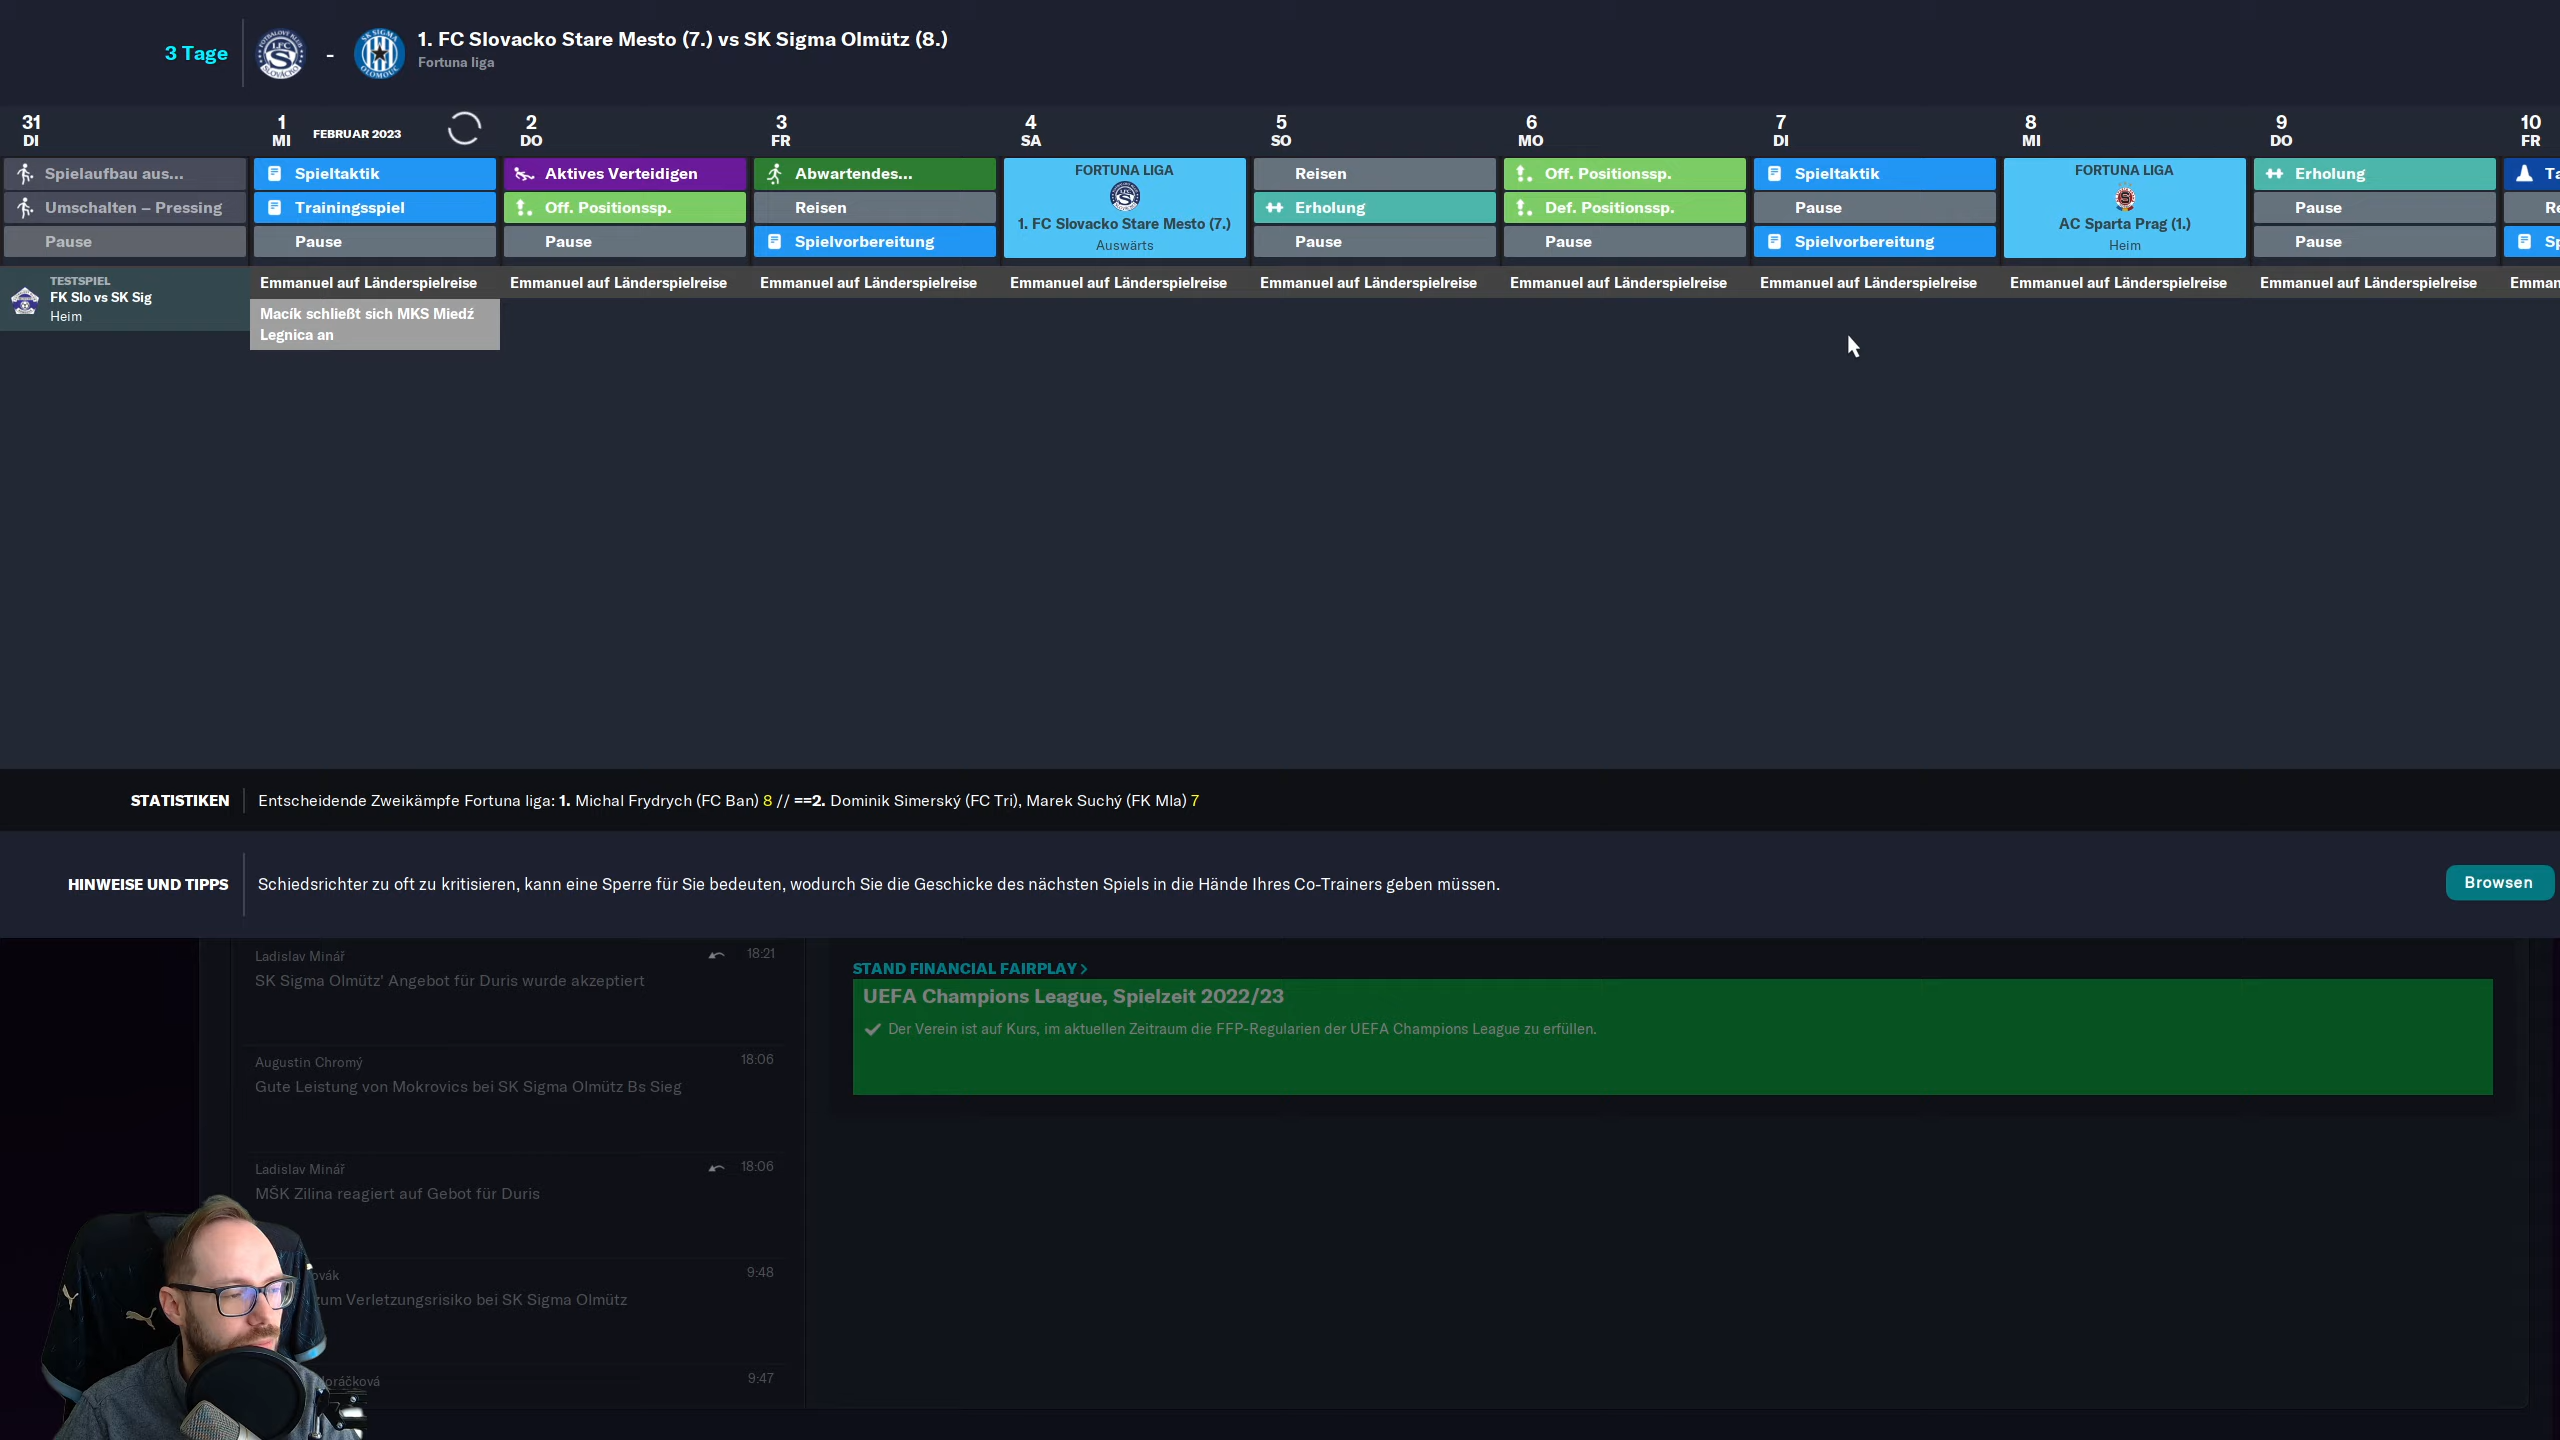 3 Tage
1. FC Slovacko Stare Mesto (7.) vs SK Sigma Olmütz (8.)
Fortuna liga
31
DI
1
MI
FEBRUAR 2023
2
DO
3
FR
4
SA
5
SO
6
MO
7
DI
8
MI
9
DO
10
FR
Spielaufbau aus...
Umschalten – Pressing
Pause
Spieltaktik
Trainingsspiel
Pause
Aktives Verteidigen
Off. Positionssp.
Pause
Abwartendes...
Reisen
Spielvorbereitung
FORTUNA LIGA
1. FC Slovacko Stare Mesto (7.)
Auswärts
Reisen
Erholung
Pause
Off. Positionssp.
Def. Positionssp.
Pause
Spieltaktik
Pause
Spielvorbereitung
FORTUNA LIGA
AC Sparta Prag (1.)
Heim
Erholung
Pause
Pause
Ta
Re
Sp
TESTSPIEL
FK Slo vs SK Sig
Heim
Emmanuel auf Länderspielreise
Macík schließt sich MKS Miedź
Legnica an
Emmanuel auf Länderspielreise
Emmanuel auf Länderspielreise
Emmanuel auf Länderspielreise
Emmanuel auf Länderspielreise
Emmanuel auf Länderspielreise
Emmanuel auf Länderspielreise
Emmanuel auf Länderspielreise
Emmanuel auf Länderspielreise
Emman
STATISTIKEN
Entscheidende Zweikämpfe Fortuna liga: 1. Michal Frydrych (FC Ban) 8 // ==2. Dominik Simerský (FC Tri), Marek Suchý (FK Mla) 7
HINWEISE UND TIPPS
Schiedsrichter zu oft zu kritisieren, kann eine Sperre für Sie bedeuten, wodurch Sie die Geschicke des nächsten Spiels in die Hände Ihres Co-Trainers geben müssen.
Browsen
Ladislav Minář
18:21
SK Sigma Olmütz' Angebot für Duris wurde akzeptiert
Augustin Chromý
18:06
Gute Leistung von Mokrovics bei SK Sigma Olmütz Bs Sieg
Ladislav Minář
18:06
MŠK Zilina reagiert auf Gebot für Duris
ovák
9:48
zum Verletzungsrisiko bei SK Sigma Olmütz
oráčková
9:47
STAND FINANCIAL FAIRPLAY >
UEFA Champions League, Spielzeit 2022/23
Der Verein ist auf Kurs, im aktuellen Zeitraum die FFP-Regularien der UEFA Champions League zu erfüllen.